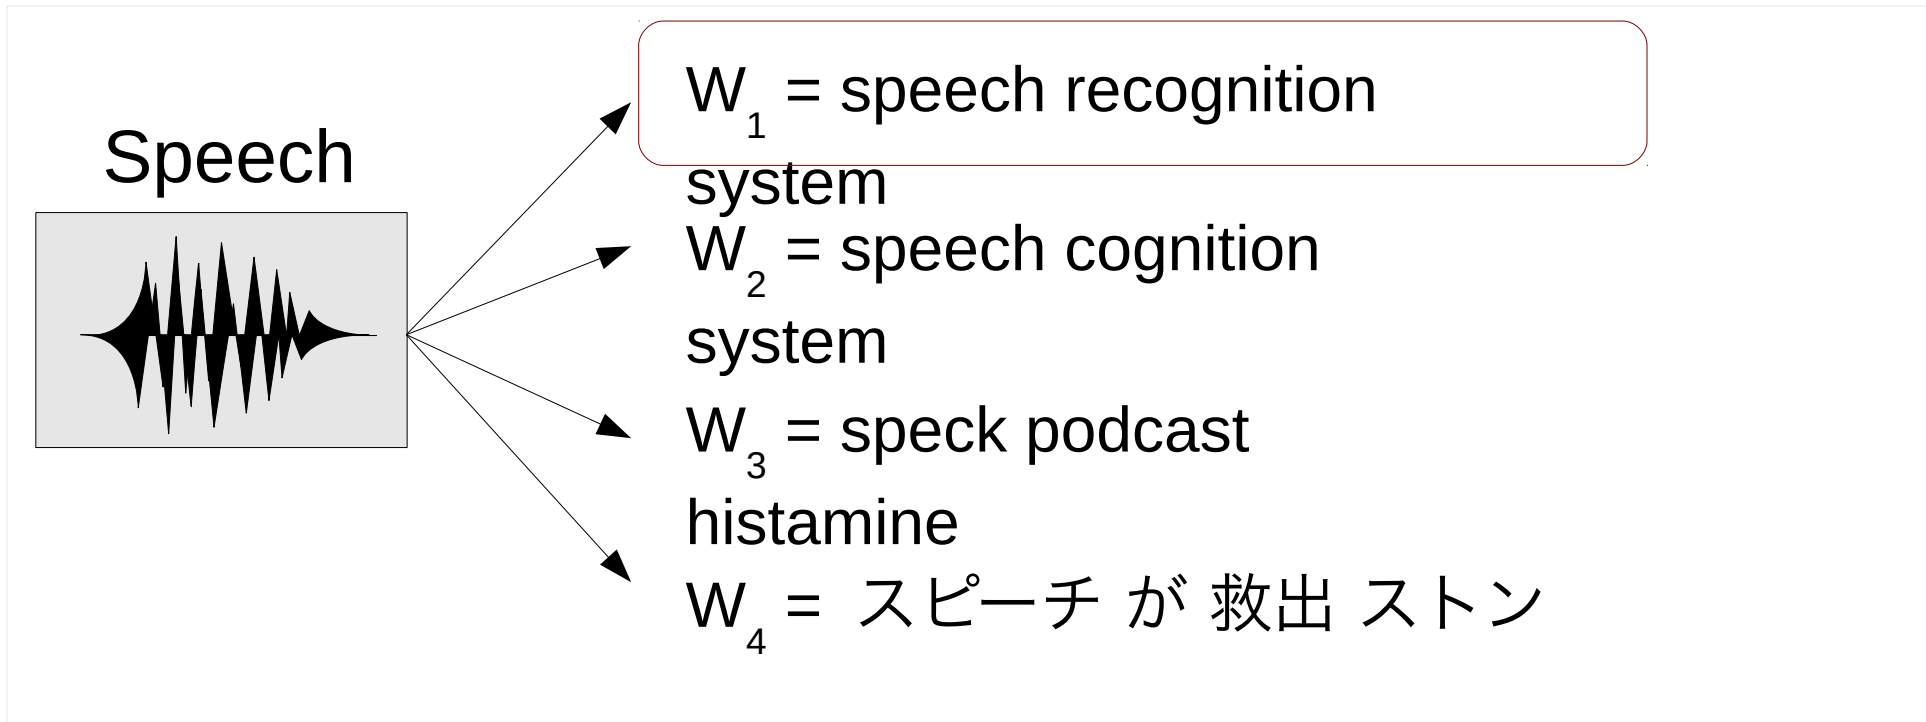 Speech
W1 = speech recognition
system
W2 = speech cognition
system
W3 = speck podcast
histamine
W4 = スピーチ が 救出 ストン